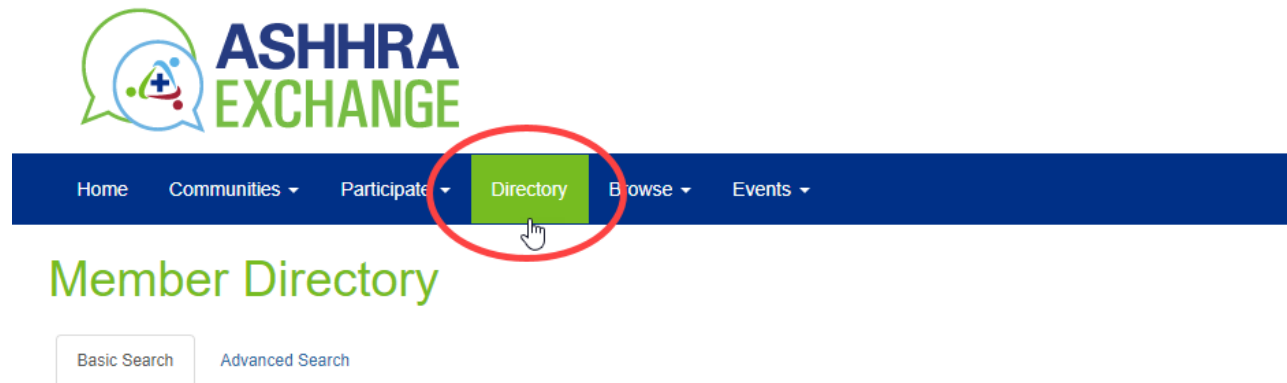 ASHHRA
EXCHANGE
Home Communities Participate Directory Browse Events
Member Directory
Basic Search Advanced Search